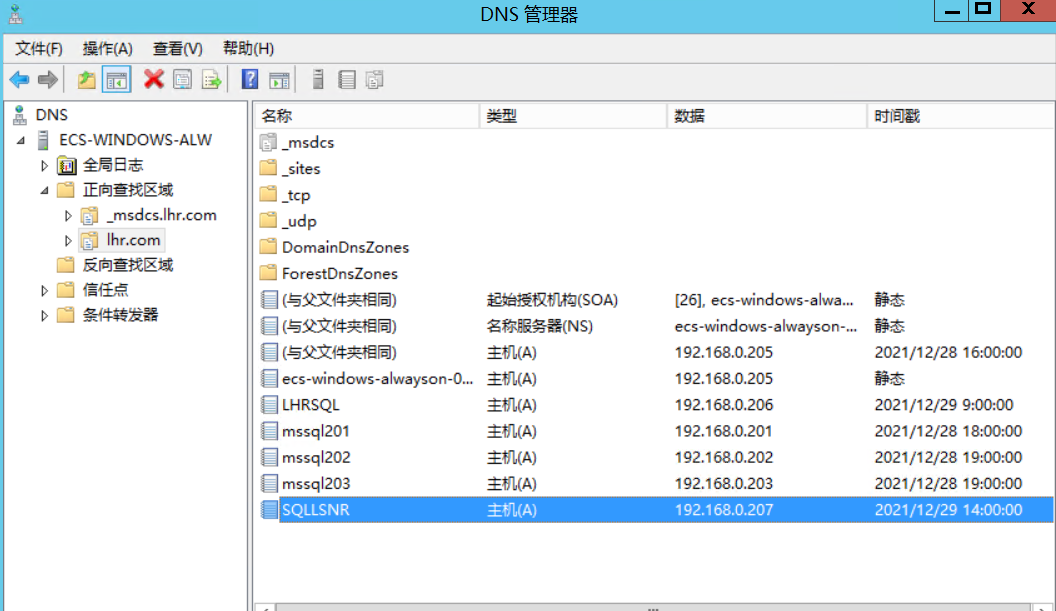 DNS 管理器
文件(F) 操作(A) 查看(V) 帮助(H)
DNS
ECS-WINDOWS-ALW
全局日志
正向查找区域
_msdcs.lhr.com
lhr.com
反向查找区域
信任点
条件转发器
名称 类型 数据 时间戳
_msdcs
_sites
_tcp
_udp
DomainDnsZones
ForestDnsZones
(与父文件夹相同) 起始授权机构(SOA) [26], ecs-windows-alwa... 静态
(与父文件夹相同) 名称服务器(NS) ecs-windows-alwayson-... 静态
(与父文件夹相同) 主机(A) 192.168.0.205 2021/12/28 16:00:00
ecs-windows-alwayson-0... 主机(A) 192.168.0.205 静态
LHRSQL 主机(A) 192.168.0.206 2021/12/29 9:00:00
mssql201 主机(A) 192.168.0.201 2021/12/28 18:00:00
mssql202 主机(A) 192.168.0.202 2021/12/28 19:00:00
mssql203 主机(A) 192.168.0.203 2021/12/28 19:00:00
SQLLSNR 主机(A) 192.168.0.207 2021/12/29 14:00:00